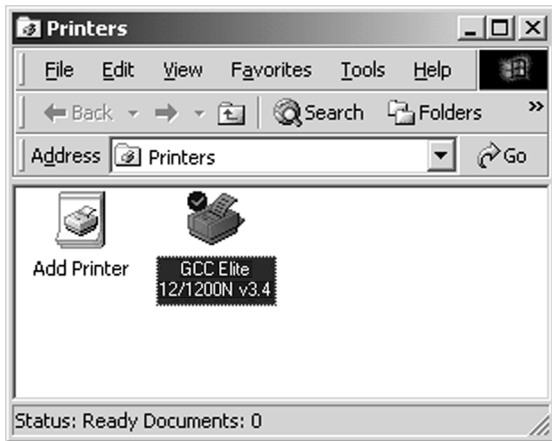 Printers
File Edit View Favorites Tools Help
Back Search Folders »
Address Printers Go
Add Printer
GCC Elite
12/1200N v3.4
Status: Ready Documents: 0